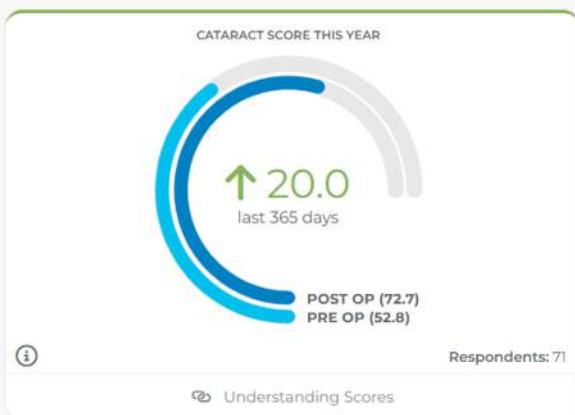 CATARACT SCORE THIS YEAR
20.0
last 365 days
POST OP (72.7)
PRE OP (52.8)
Respondents: 71
Understanding Scores